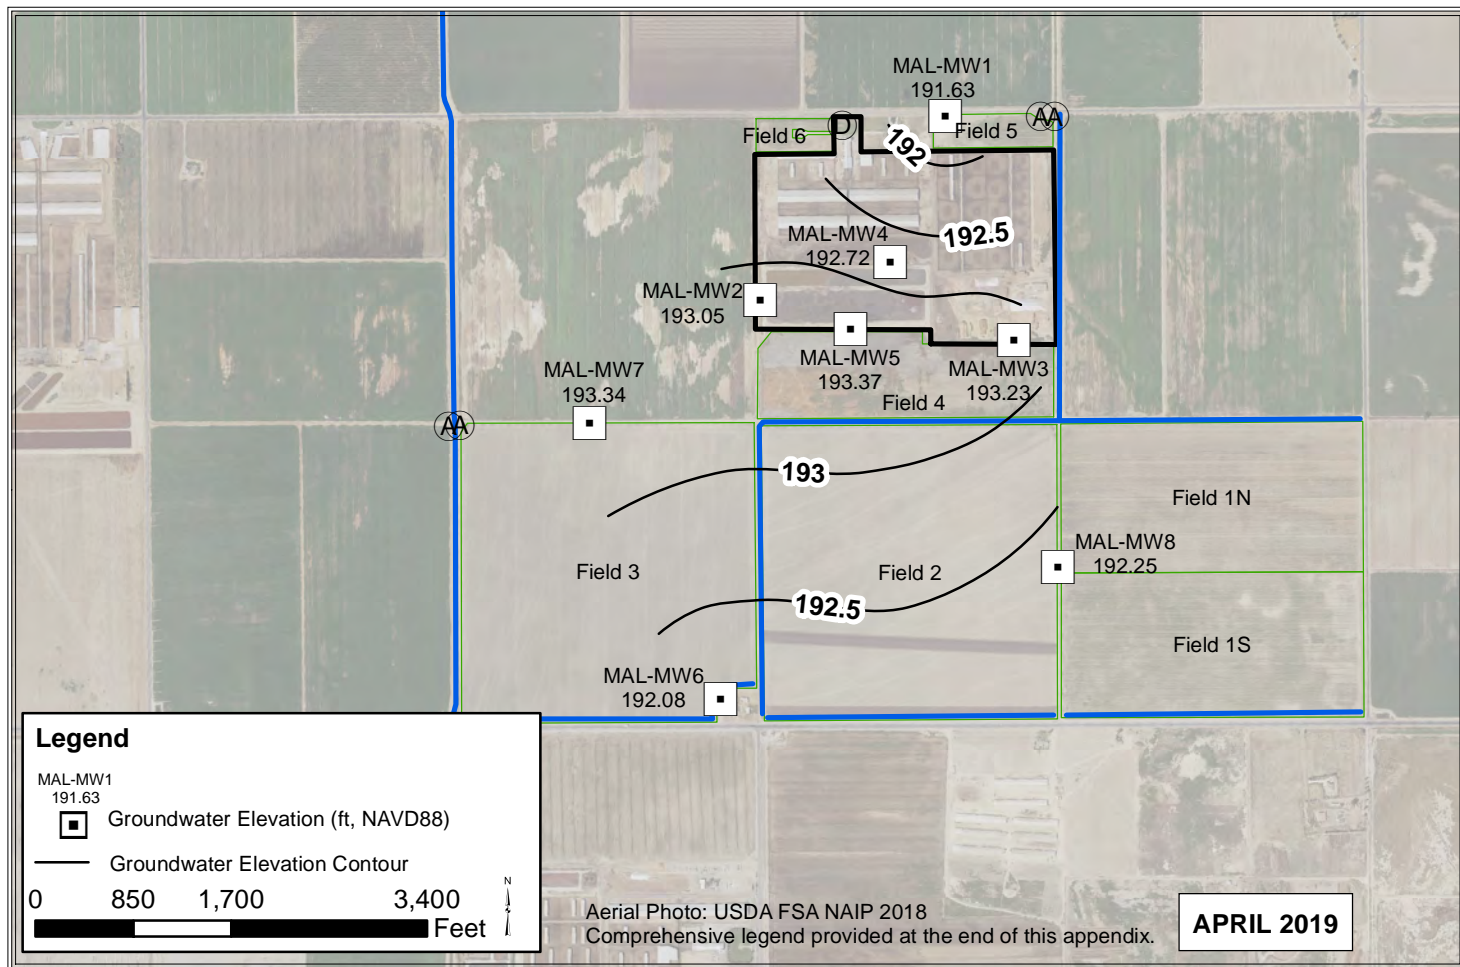 MAL-MW1
191.63
AA
D
Field 6
Field 5
192
192.5
MAL-MW4
192.72
MAL-MW2
193.05
MAL-MW5
193.37
MAL-MW3
193.23
MAL-MW7
193.34
Field 4
AA
193
Field 1N
MAL-MW8
192.25
Field 3
Field 2
192.5
Field 1S
MAL-MW6
192.08
Legend
MAL-MW1
191.63
Groundwater Elevation (ft, NAVD88)
Groundwater Elevation Contour
N
0 850 1,700 3,400
Feet
Aerial Photo: USDA FSA NAIP 2018
Comprehensive legend provided at the end of this appendix.
APRIL 2019